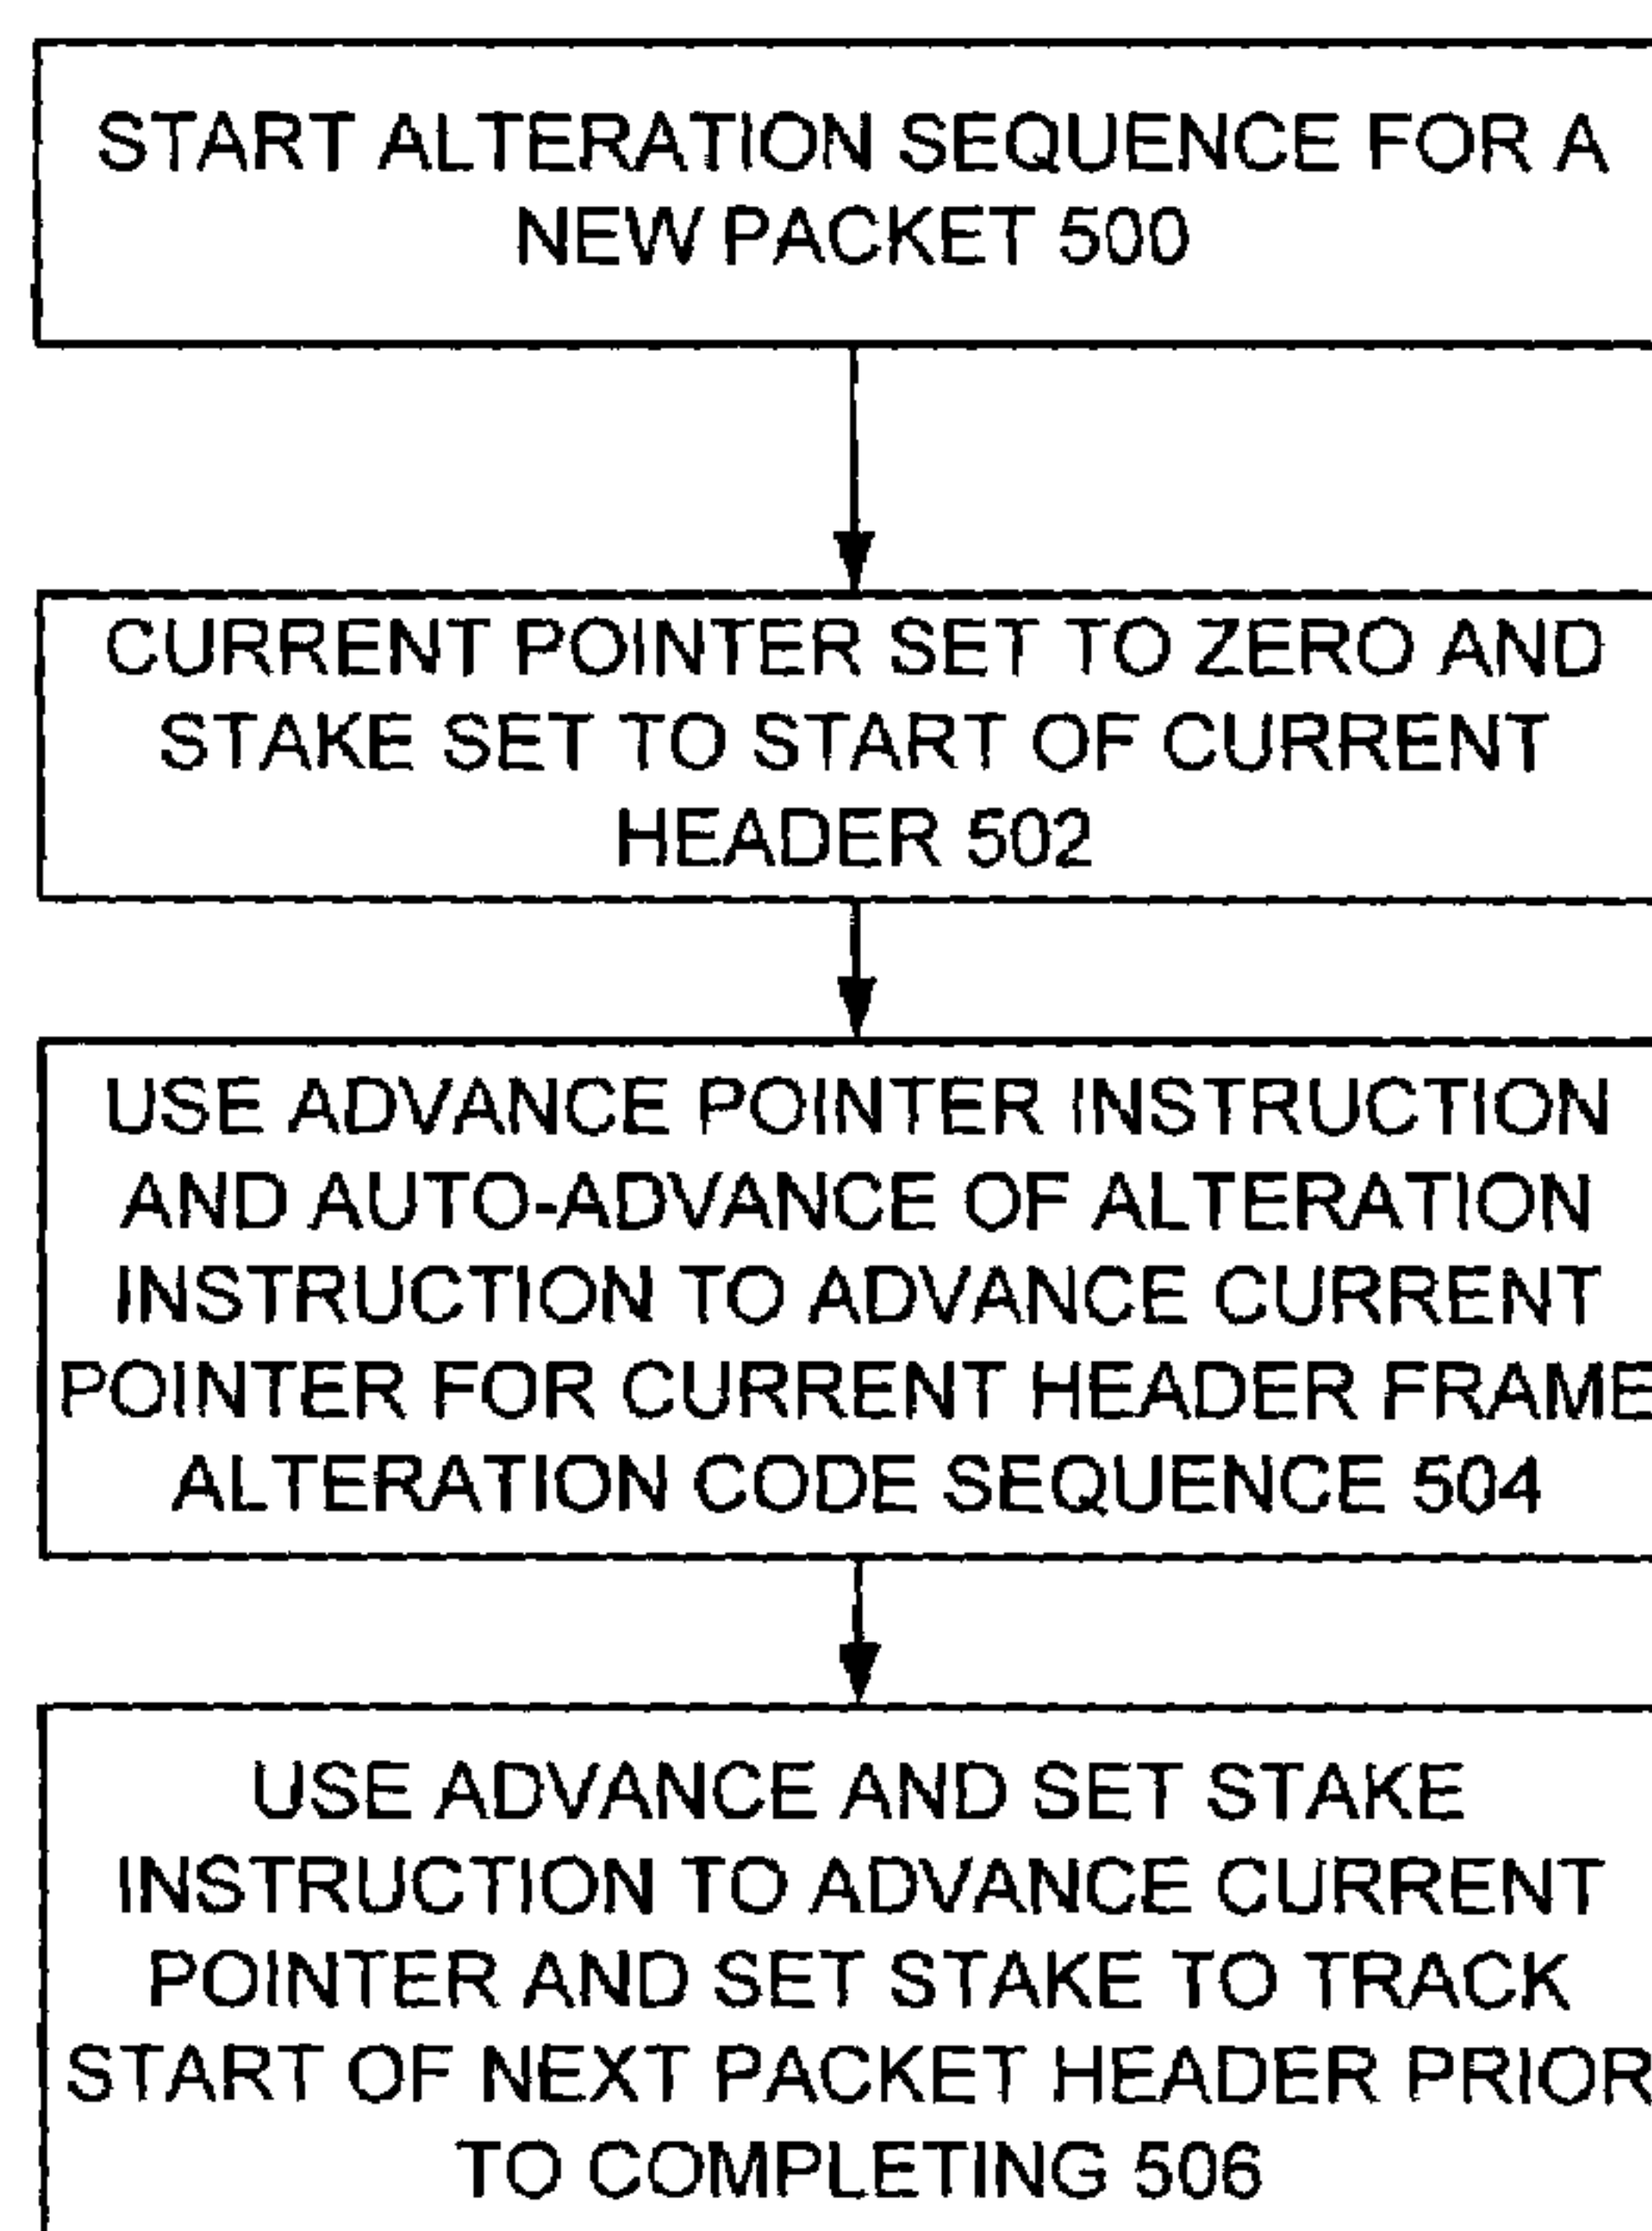 START ALTERATION SEQUENCE FOR A
NEW PACKET 500
CURRENT POINTER SET TO ZERO AND
STAKE SET TO START OF CURRENT
HEADER 502
USE ADVANCE POINTER INSTRUCTION
AND AUTO-ADVANCE OF ALTERATION
INSTRUCTION TO ADVANCE CURRENT
POINTER FOR CURRENT HEADER FRAME
ALTERATION CODE SEQUENCE 504
USE ADVANCE AND SET STAKE
INSTRUCTION TO ADVANCE CURRENT
POINTER AND SET STAKE TO TRACK
START OF NEXT PACKET HEADER PRIOR
TO COMPLETING 506